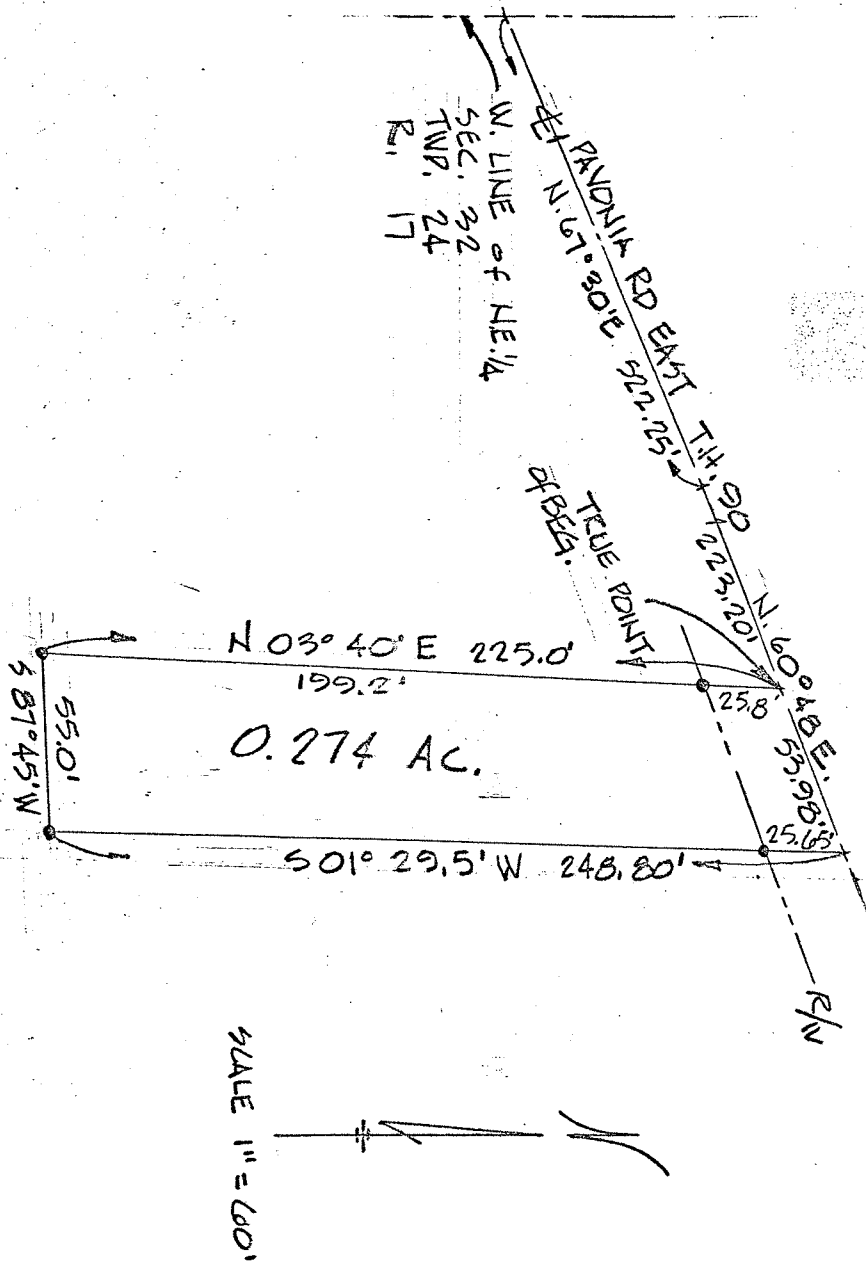 W. LINE of NE.1/4
SEC. 32
TWP. 24
R. 17
℄ PAVONIA RD EAST T.H. 90
N. 67°30'E 522.25'
223.20'
N. 60°48 E.
53.98'
TRUE POINT
of BEG.
N 03° 40' E 225.0'
199.2'
25.8
0.274 AC.
55.0'
S 87°45' W
25.65'
S 01° 29.5' W 248.80'
R/W
SCALE 1" = 60'